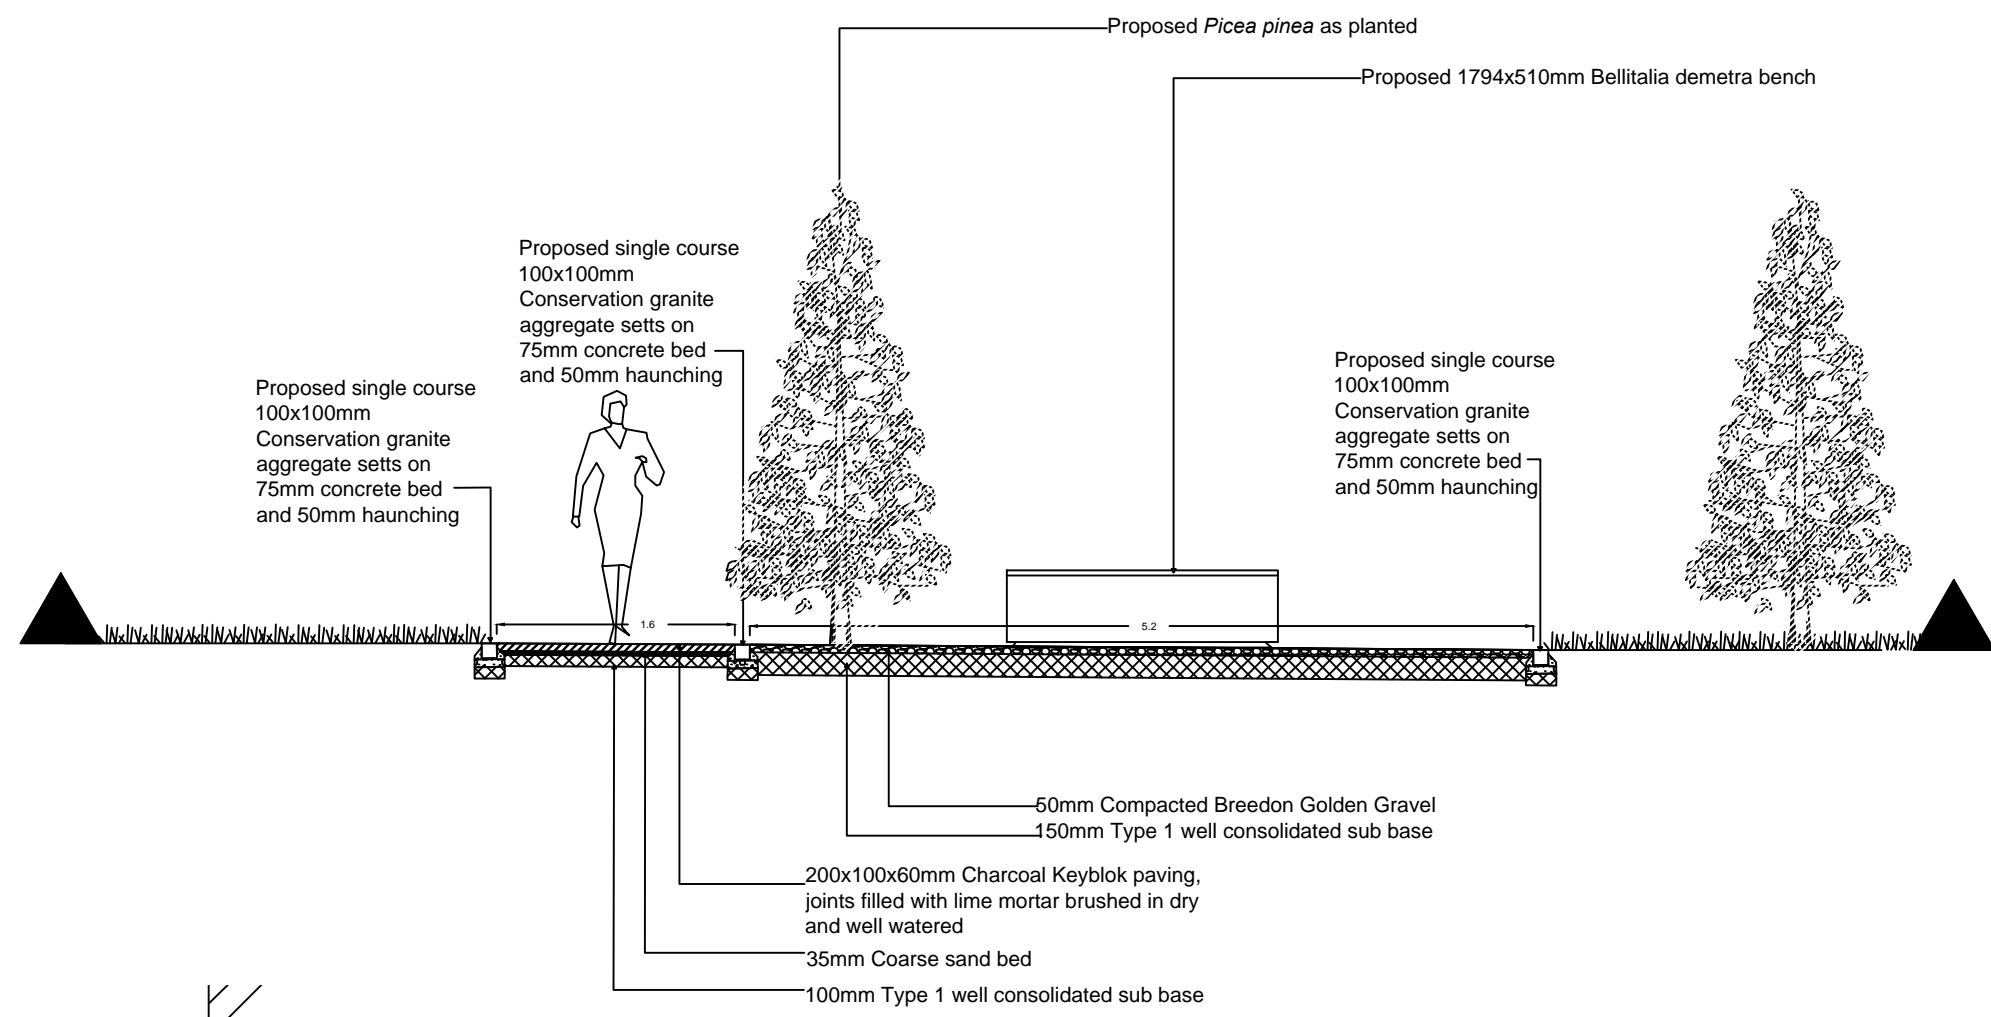 Proposed Picea pinea as planted
Proposed 1794x510mm Bellitalia demetra bench
Proposed single course
100x100mm
Conservation granite
aggregate setts on
75mm concrete bed
and 50mm haunching
Proposed single course
100x100mm
Conservation granite
aggregate setts on
75mm concrete bed
and 50mm haunching
Proposed single course
100x100mm
Conservation granite
aggregate setts on
75mm concrete bed
and 50mm haunching
1.6
5.2
50mm Compacted Breedon Golden Gravel
150mm Type 1 well consolidated sub base
200x100x60mm Charcoal Keyblok paving,
joints filled with lime mortar brushed in dry
and well watered
35mm Coarse sand bed
100mm Type 1 well consolidated sub base